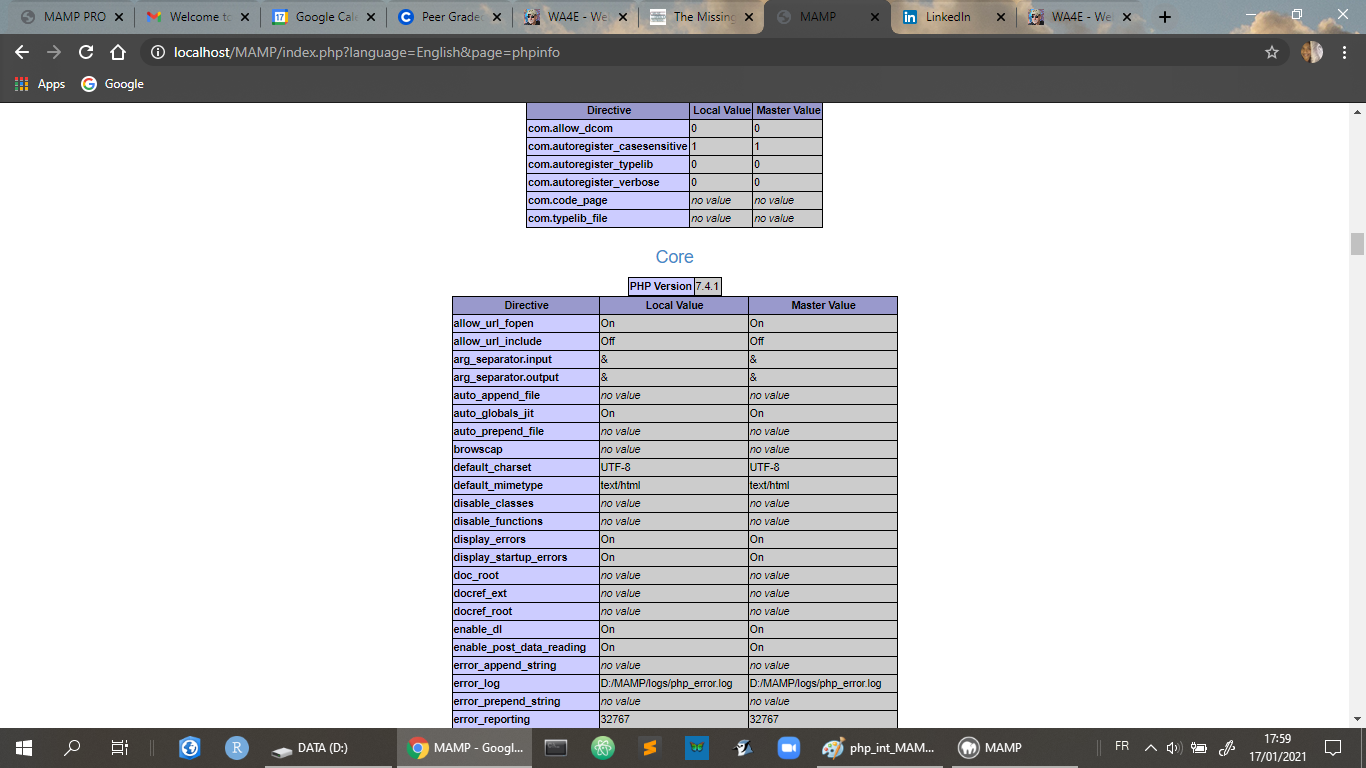 MAMP PRO
Welcome to
17 Google Cal
Peer Graded
WA4E - We
The Missing
MAMP
LinkedIn
WA4E - We
localhost/MAMP/index.php?language=English&page=phpinfo
Apps Google
Directive Local Value Master Value
com.allow_dcom 0 0
com.autoregister_casesensitive 1 1
com.autoregister_typelib 0 0
com.autoregister_verbose 0 0
com.code_page no value no value
com.typelib_file no value no value
Core
PHP Version 7.4.1
Directive Local Value Master Value
allow_url_fopen On On
allow_url_include Off Off
arg_separator.input & &
arg_separator.output & &
auto_append_file no value no value
auto_globals_jit On On
auto_prepend_file no value no value
browscap no value no value
default_charset UTF-8 UTF-8
default_mimetype text/html text/html
disable_classes no value no value
disable_functions no value no value
display_errors On On
display_startup_errors On On
doc_root no value no value
docref_ext no value no value
docref_root no value no value
enable_dl On On
enable_post_data_reading On On
error_append_string no value no value
error_log D:/MAMP/logs/php_error.log D:/MAMP/logs/php_error.log
error_prepend_string no value no value
error_reporting 32767 32767
DATA (D:)
MAMP - Googl...
php_int_MAM...
MAMP
FR
17:59
17/01/2021